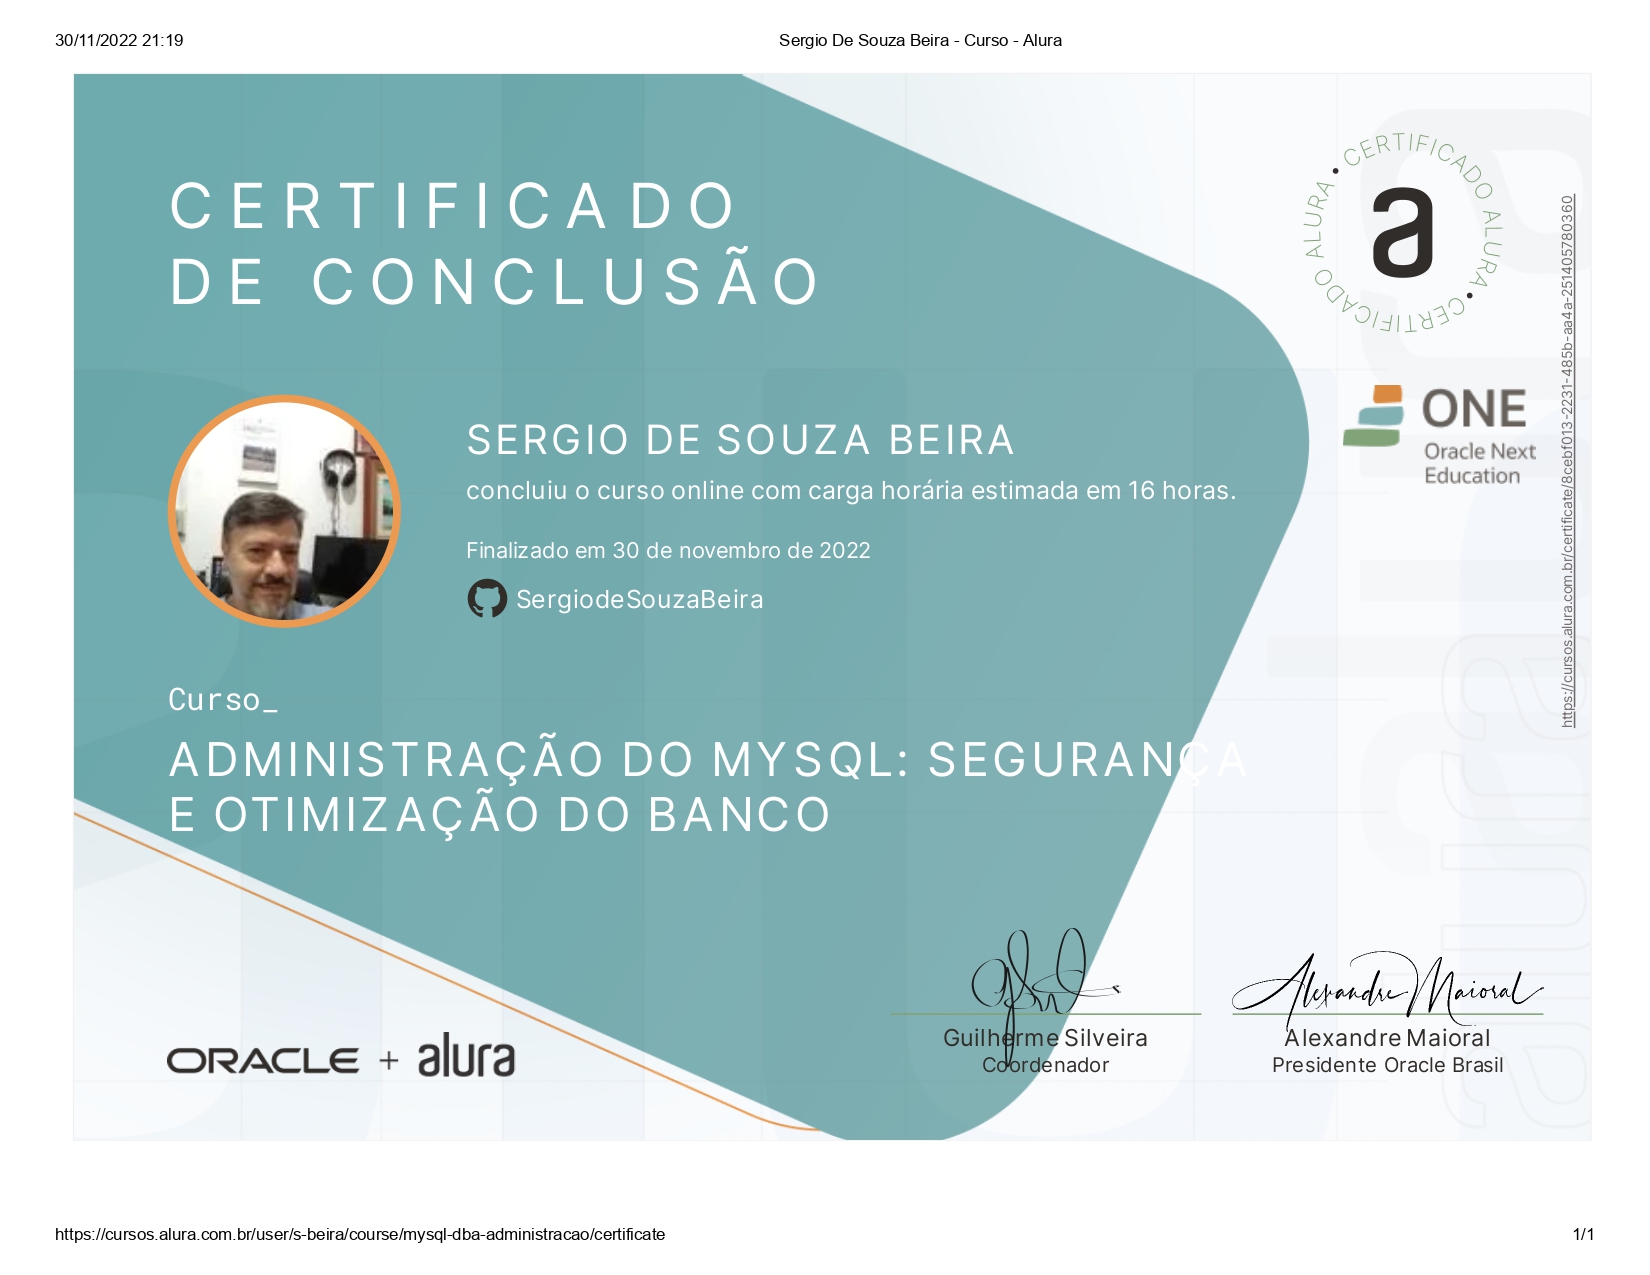 30/11/2022 21:19
Sergio De Souza Beira - Curso - Alura
CERTIFICADO
DE CONCLUSÃO
CERTIFICADO ALURA • CERTIFICADO ALURA •
a
ONE
Oracle Next
Education
https://cursos.alura.com.br/certificate/8cebf013-2231-485b-aa4a-251405780360
SERGIO DE SOUZA BEIRA
concluiu o curso online com carga horária estimada em 16 horas.
Finalizado em 30 de novembro de 2022
SergiodeSouzaBeira
Curso_
ADMINISTRAÇÃO DO MYSQL: SEGURANÇA
E OTIMIZAÇÃO DO BANCO
ORACLE + alura
Guilherme Silveira
Coordenador
Alexandre Maioral
Alexandre Maioral
Presidente Oracle Brasil
alura
https://cursos.alura.com.br/user/s-beira/course/mysql-dba-administracao/certificate
1/1